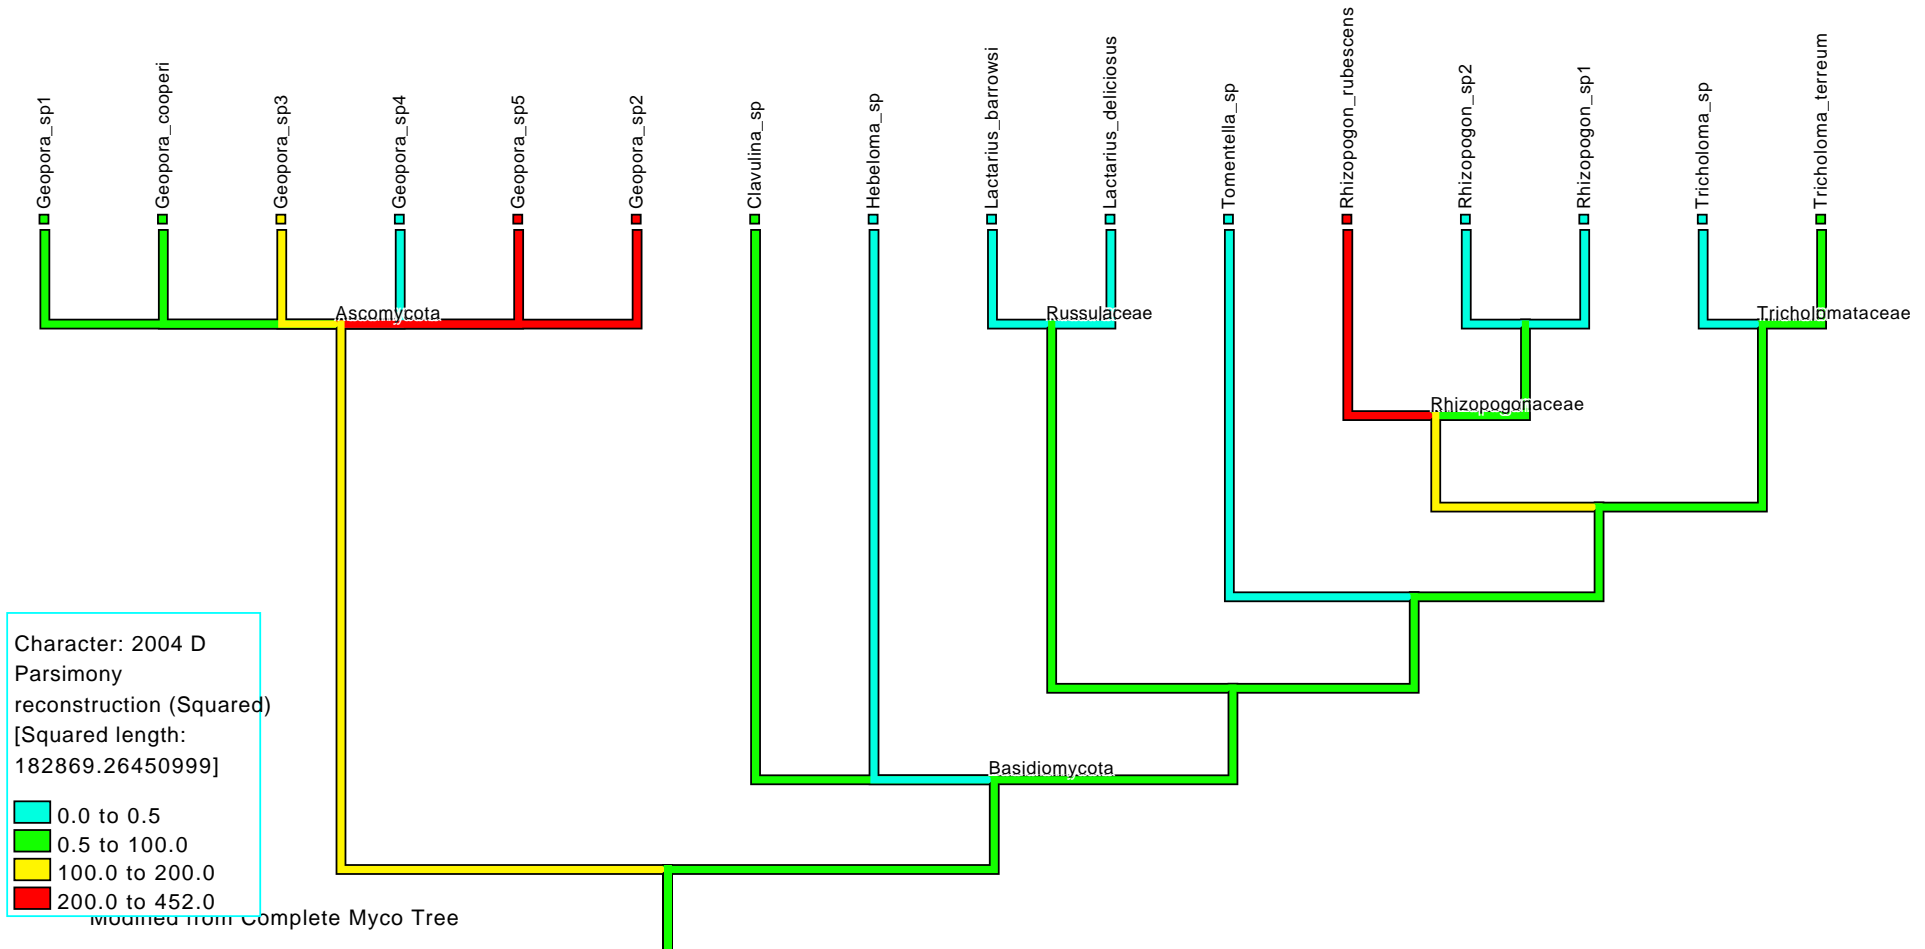 Geopora_sp1
Geopora_cooperi
Geopora_sp3
Geopora_sp4
Geopora_sp5
Geopora_sp2
Clavulina_sp
Hebeloma_sp
Lactarius_barrowsi
Lactarius_deliciosus
Tomentella_sp
Rhizopogon_rubescens
Rhizopogon_sp2
Rhizopogon_sp1
Tricholoma_sp
Tricholoma_terreum
Ascomycota
Russulaceae
Tricholomataceae
Rhizopogonaceae
Basidiomycota
Character: 2004 D
Parsimony
reconstruction (Squared)
[Squared length:
182869.26450999]
0.0 to 0.5
0.5 to 100.0
100.0 to 200.0
200.0 to 452.0
Modified from Complete Myco Tree